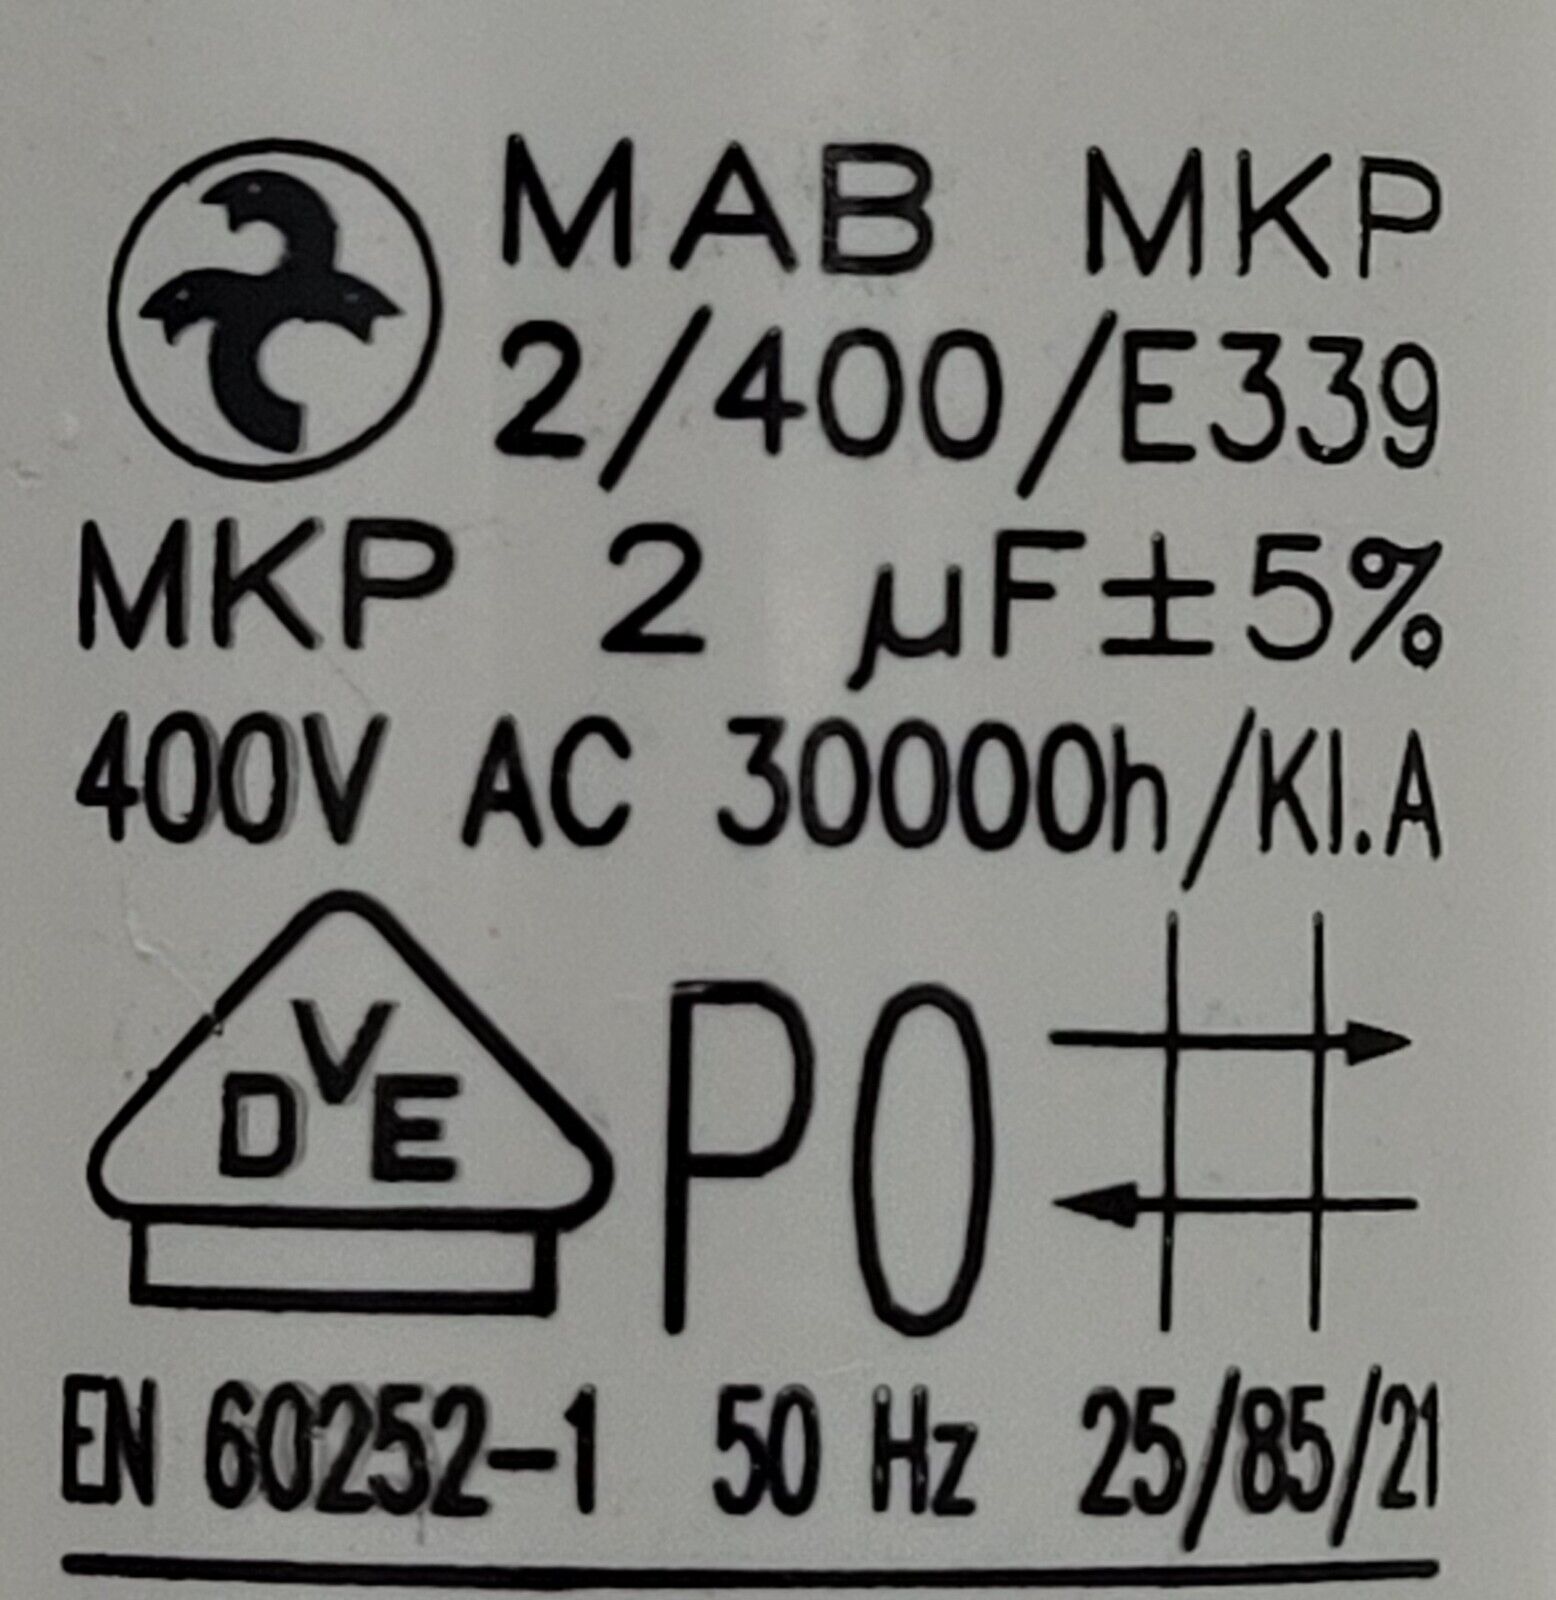 MAB MKP
2/400/E339
MKP 2 µF±5%
400V AC 30000h/Kl.A
VDE P0
EN 60252-1 50 Hz 25/85/21